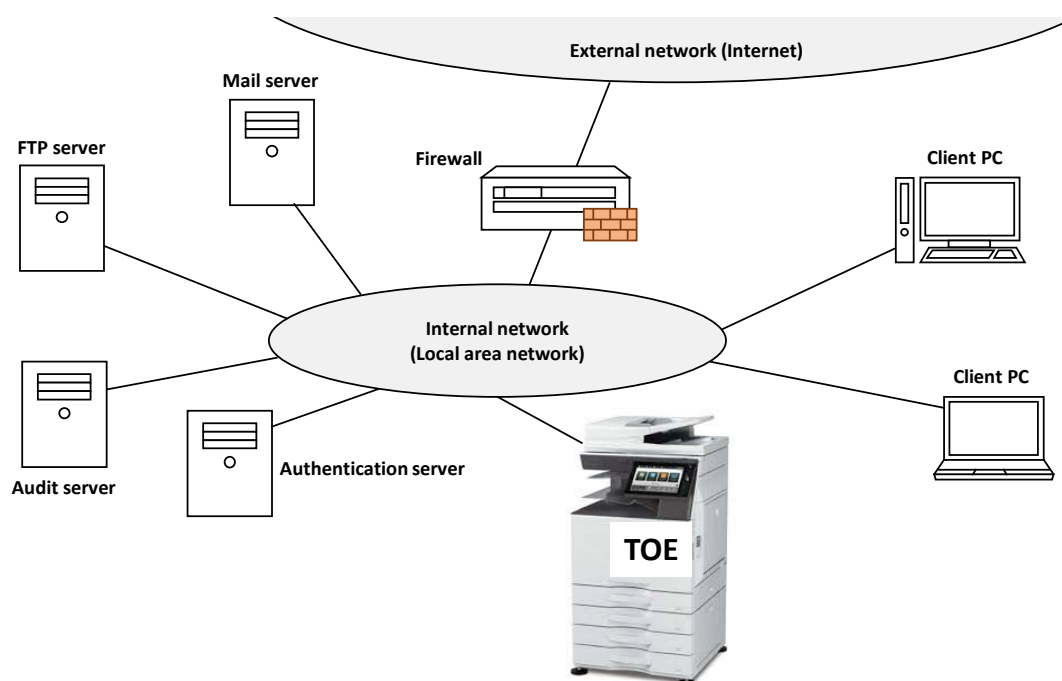 External network (Internet)
Mail server
FTP server
Firewall
Client PC
Internal network
(Local area network)
Client PC
Audit server
Authentication server
TOE